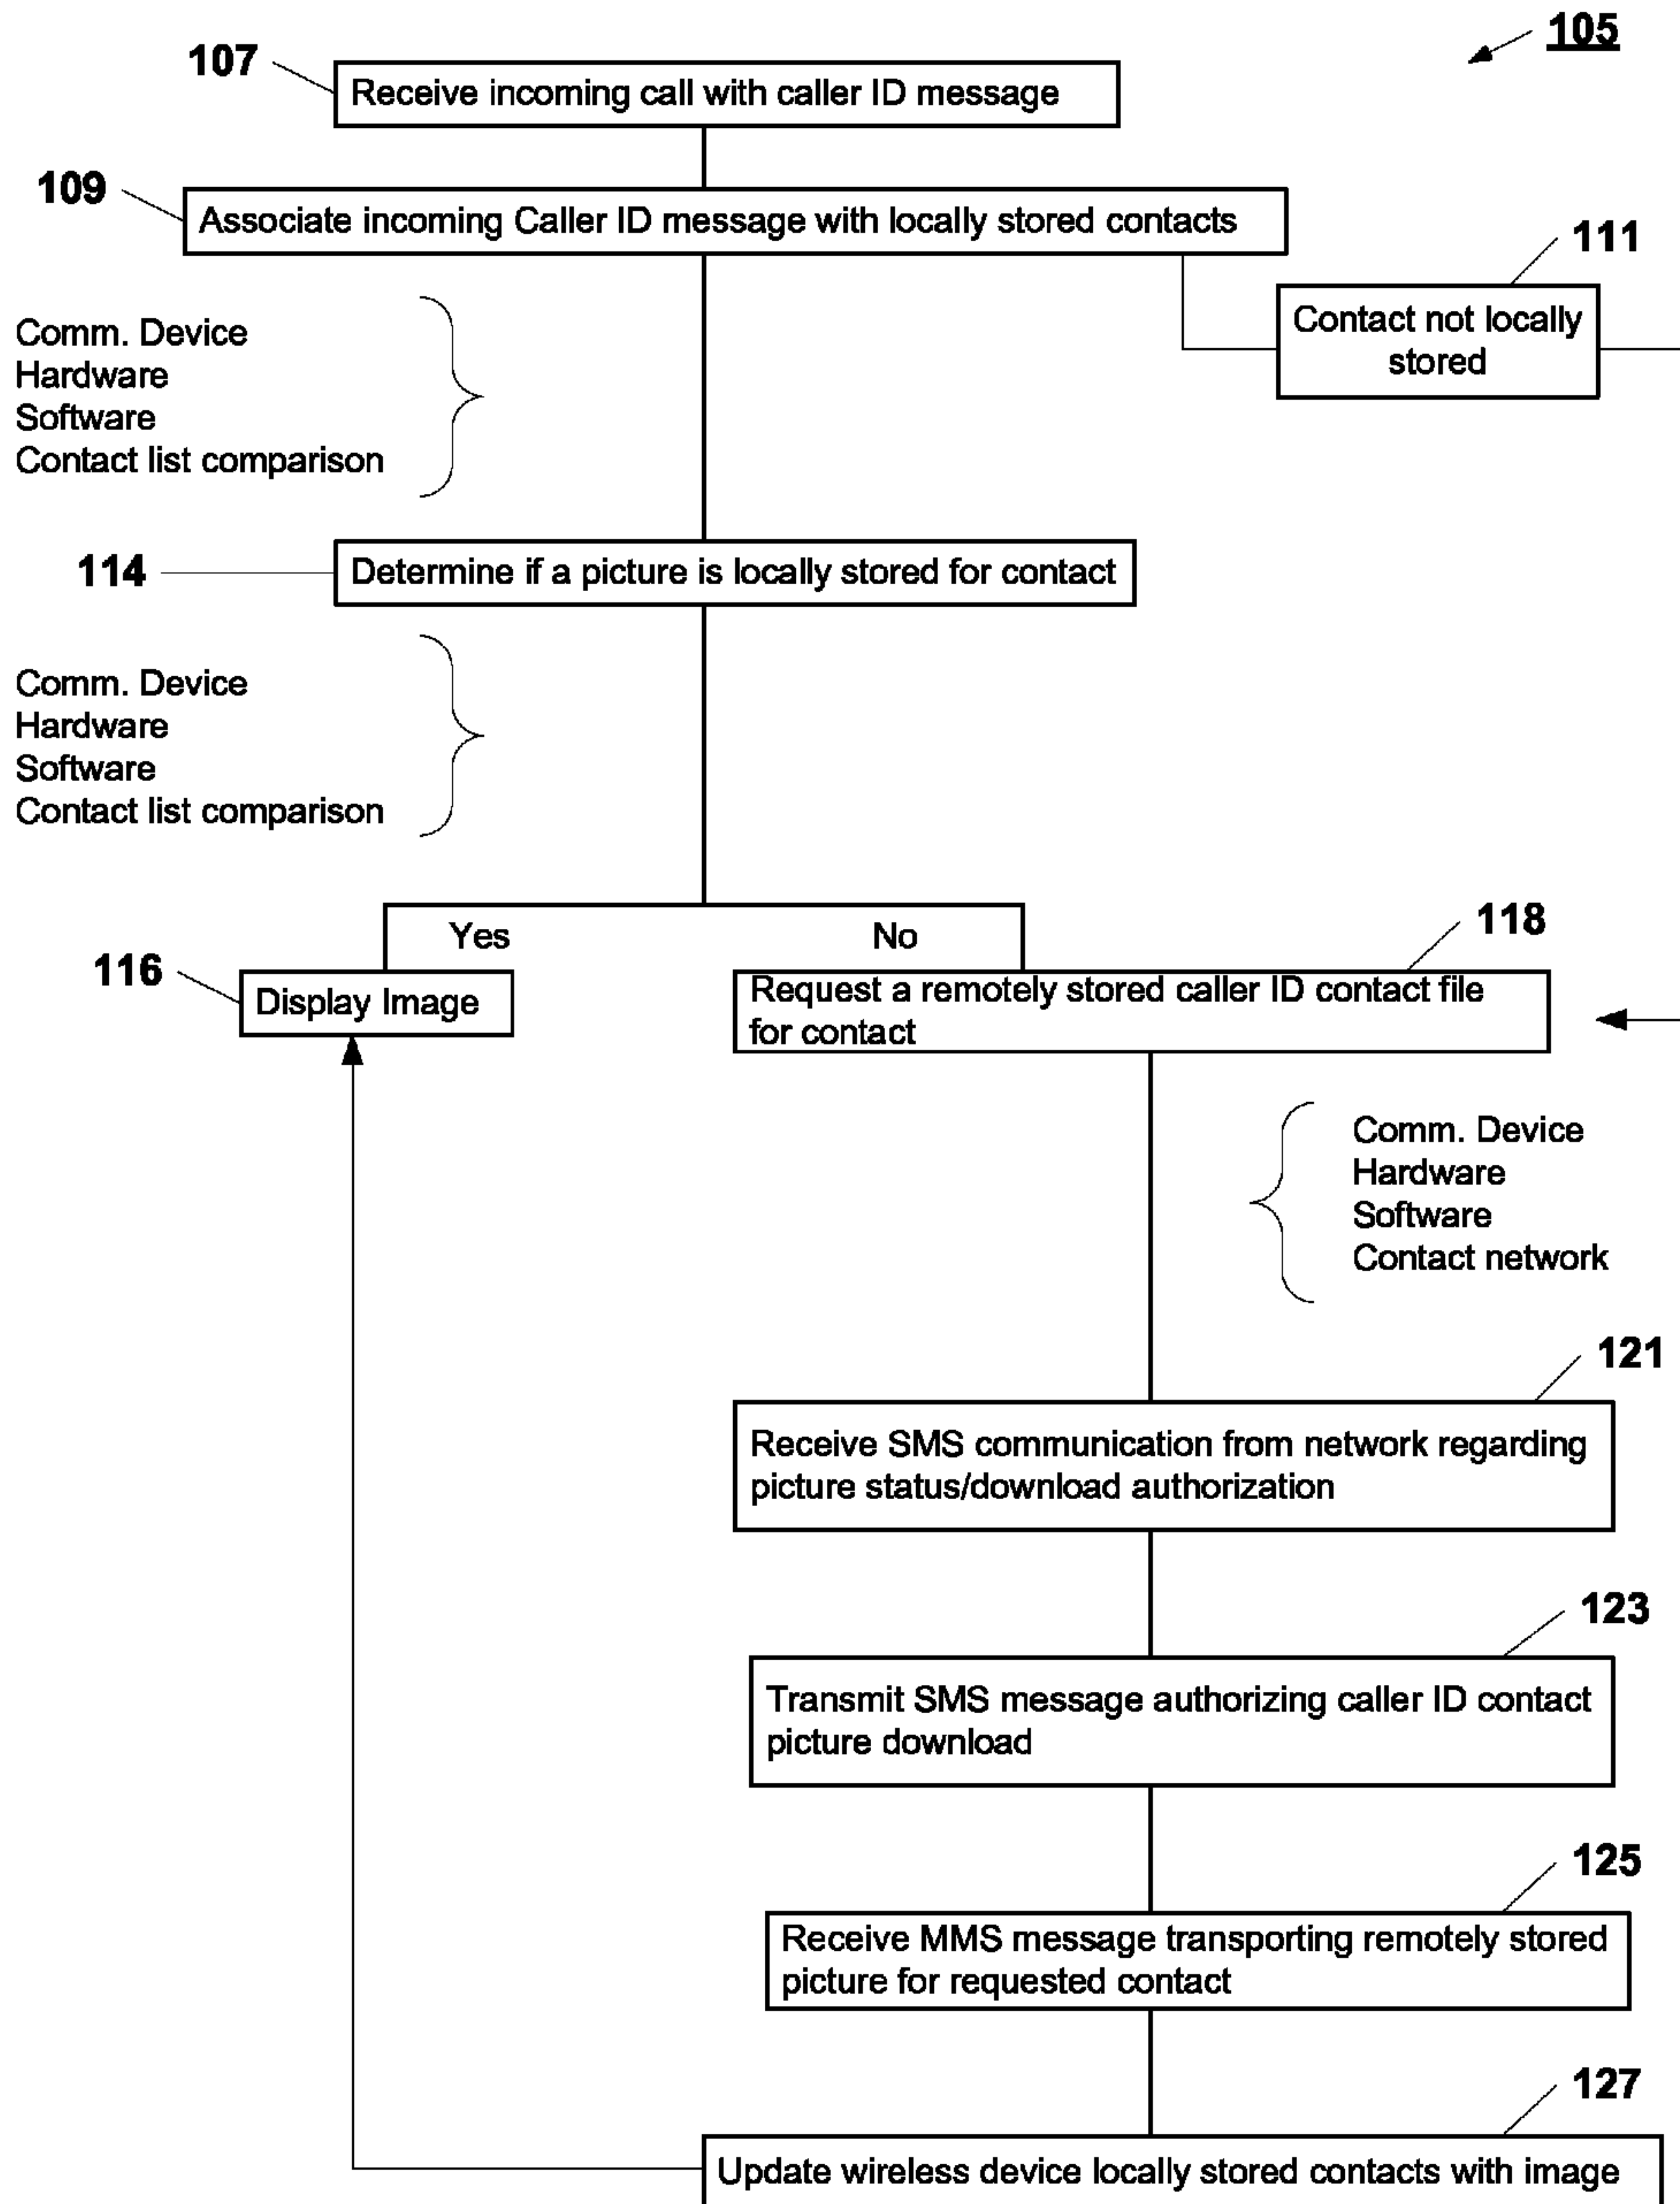 105
107
Receive incoming call with caller ID message
109
Associate incoming Caller ID message with locally stored contacts
111
Contact not locally
stored
Comm. Device
Hardware
Software
Contact list comparison
114
Determine if a picture is locally stored for contact
Comm. Device
Hardware
Software
Contact list comparison
Yes
No
116
Display Image
118
Request a remotely stored caller ID contact file
for contact
Comm. Device
Hardware
Software
Contact network
121
Receive SMS communication from network regarding
picture status/download authorization
123
Transmit SMS message authorizing caller ID contact
picture download
125
Receive MMS message transporting remotely stored
picture for requested contact
127
Update wireless device locally stored contacts with image